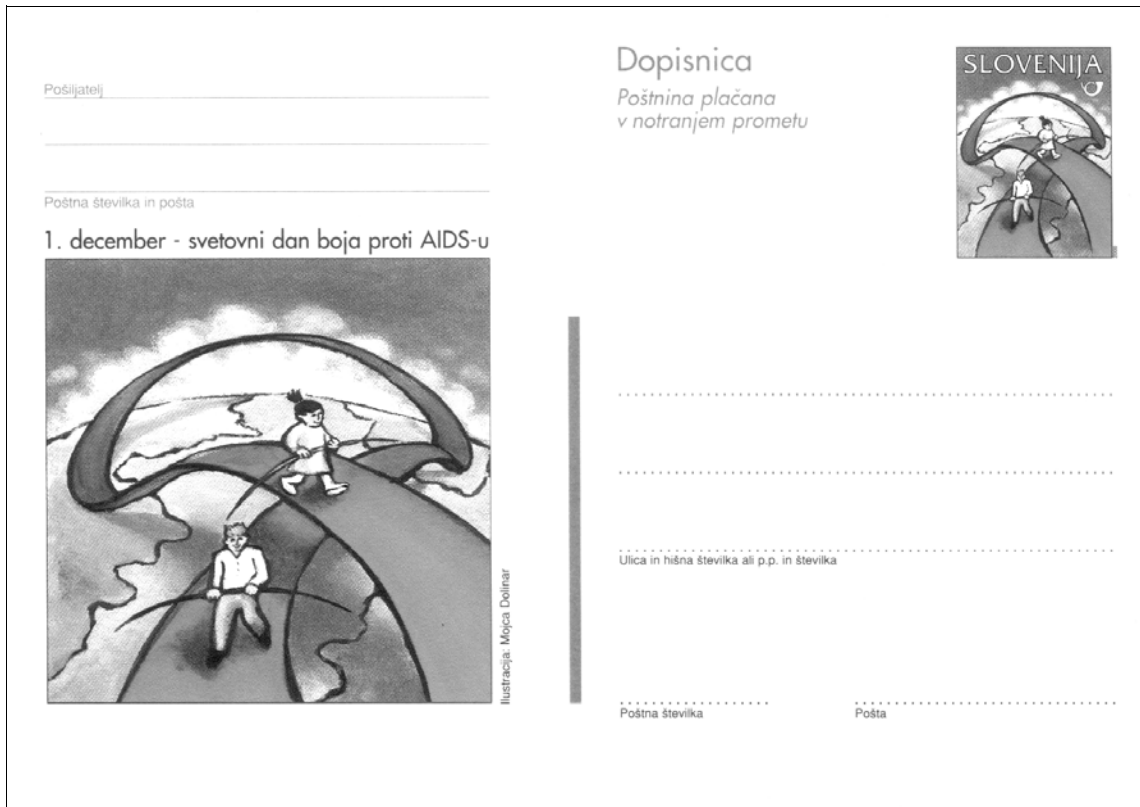 Pošiljatelj
Poštna številka in pošta
1. december - svetovni dan boja proti AIDS-u
Ilustracija: Mojca Dolinar
Dopisnica
Poštnina plačana
v notranjem prometu
SLOVENIJA
Ulica in hišna številka ali p.p. in številka
Poštna številka
Pošta